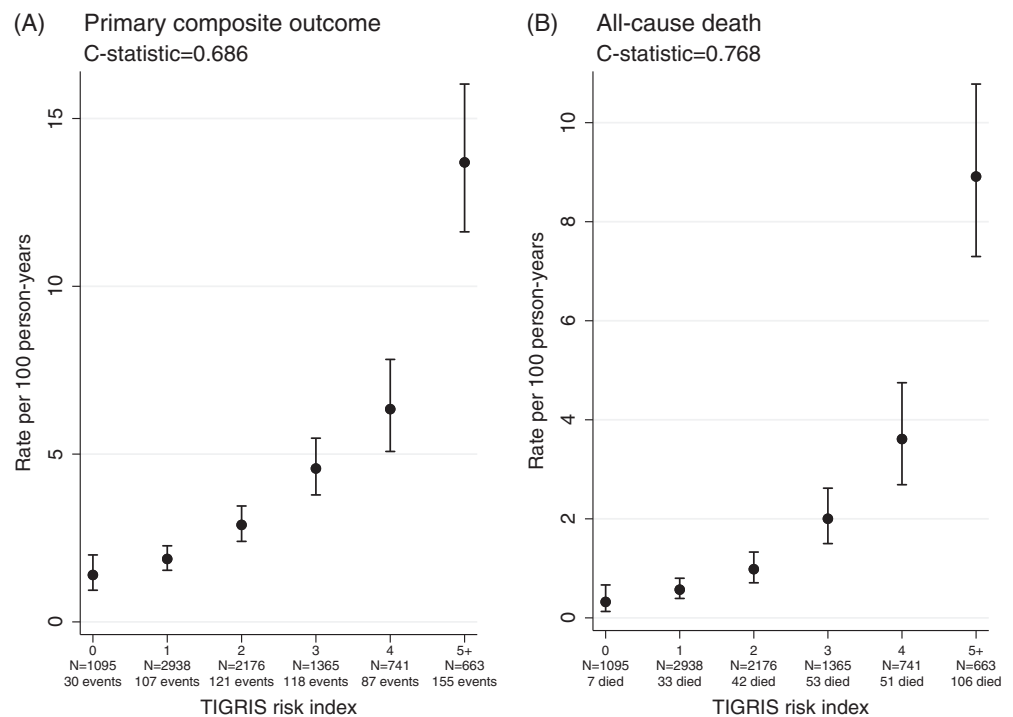 (A) Primary composite outcome
C-statistic=0.686
Rate per 100 person-years
15
10
5
0
0 1 2 3 4 5+
N=1095 N=2938 N=2176 N=1365 N=741 N=663
30 events 107 events 121 events 118 events 87 events 155 events
TIGRIS risk index
(B) All-cause death
C-statistic=0.768
Rate per 100 person-years
10
8
6
4
2
0
0 1 2 3 4 5+
N=1095 N=2938 N=2176 N=1365 N=741 N=663
7 died 33 died 42 died 53 died 51 died 106 died
TIGRIS risk index